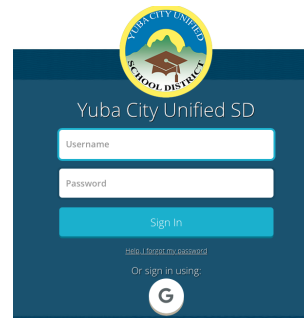 YUBA CITY UNIFIED
SCHOOL DISTRICT
Yuba City Unified SD
Username
Password
Sign In
Help, I forgot my password
Or sign in using:
G